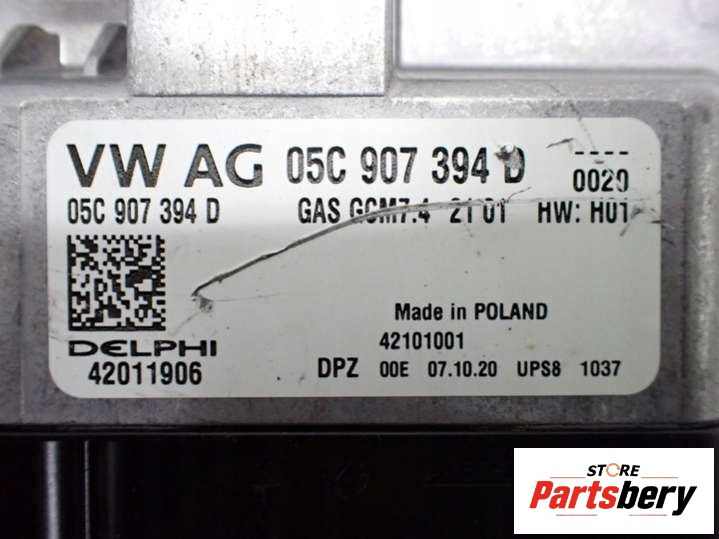 VW AG 05C 907 394 D ----
0020
05C 907 394 D GAS GCM7.4 21 01 HW: H01
Made in POLAND
DELPHI 42101001
42011906 DPZ 00E 07.10.20 UPS8 1037
STORE
Partsbery